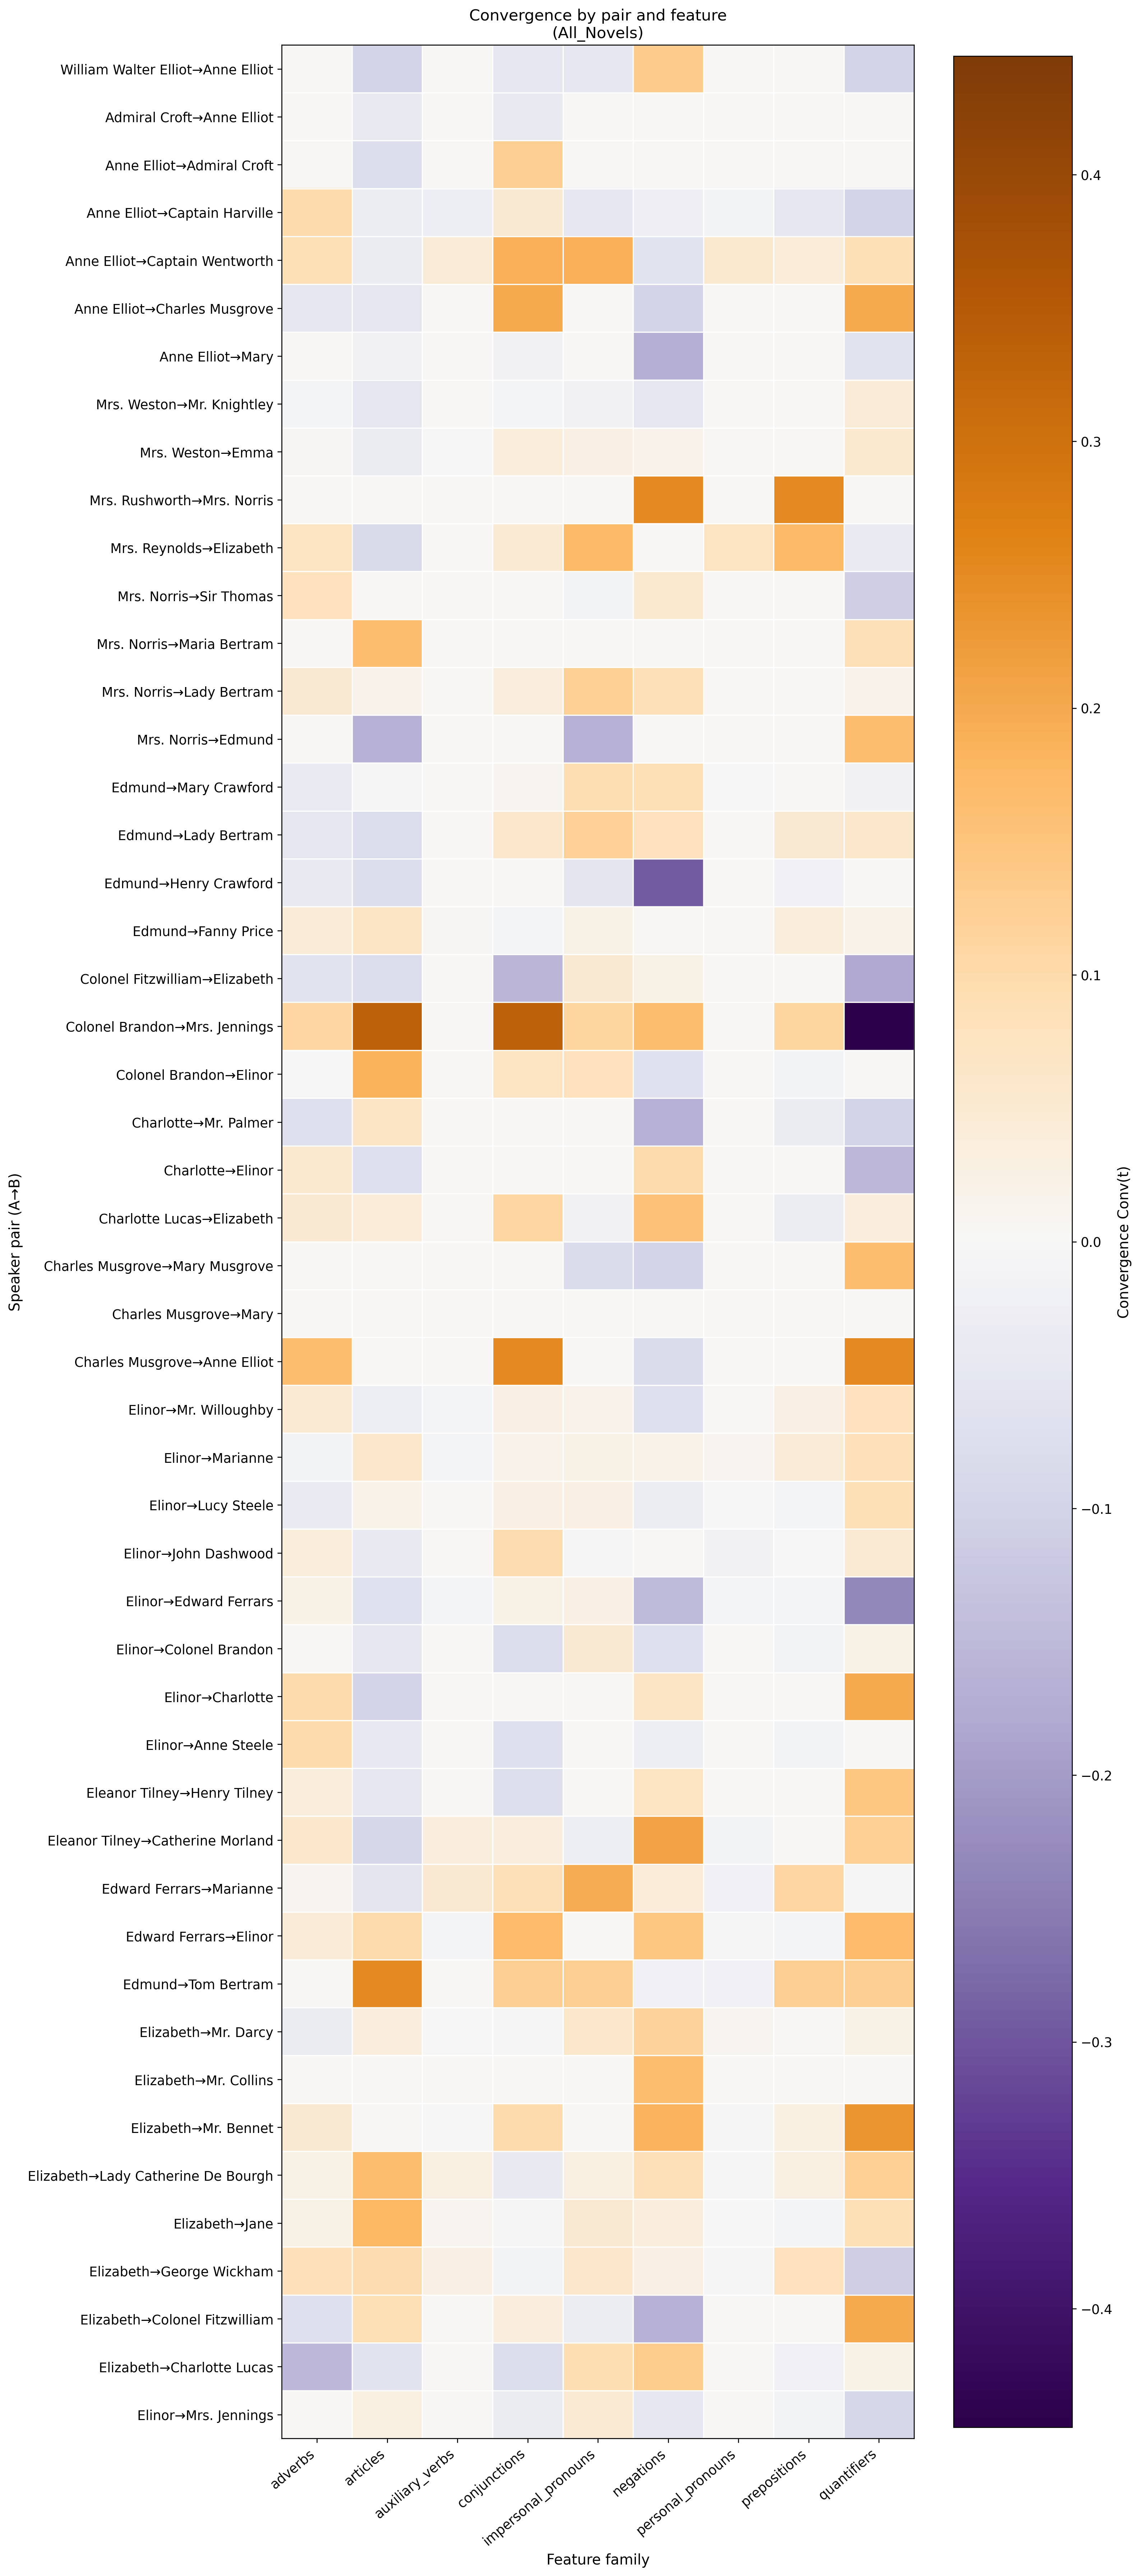 Convergence by pair and feature
(All_Novels)
William Walter Elliot→Anne Elliot
Admiral Croft→Anne Elliot
Anne Elliot→Admiral Croft
Anne Elliot→Captain Harville
Anne Elliot→Captain Wentworth
Anne Elliot→Charles Musgrove
Anne Elliot→Mary
Mrs. Weston→Mr. Knightley
Mrs. Weston→Emma
Mrs. Rushworth→Mrs. Norris
Mrs. Reynolds→Elizabeth
Mrs. Norris→Sir Thomas
Mrs. Norris→Maria Bertram
Mrs. Norris→Lady Bertram
Mrs. Norris→Edmund
Edmund→Mary Crawford
Edmund→Lady Bertram
Edmund→Henry Crawford
Edmund→Fanny Price
Colonel Fitzwilliam→Elizabeth
Colonel Brandon→Mrs. Jennings
Colonel Brandon→Elinor
Charlotte→Mr. Palmer
Charlotte→Elinor
Charlotte Lucas→Elizabeth
Charles Musgrove→Mary Musgrove
Charles Musgrove→Mary
Charles Musgrove→Anne Elliot
Elinor→Mr. Willoughby
Elinor→Marianne
Elinor→Lucy Steele
Elinor→John Dashwood
Elinor→Edward Ferrars
Elinor→Colonel Brandon
Elinor→Charlotte
Elinor→Anne Steele
Eleanor Tilney→Henry Tilney
Eleanor Tilney→Catherine Morland
Edward Ferrars→Marianne
Edward Ferrars→Elinor
Edmund→Tom Bertram
Elizabeth→Mr. Darcy
Elizabeth→Mr. Collins
Elizabeth→Mr. Bennet
Elizabeth→Lady Catherine De Bourgh
Elizabeth→Jane
Elizabeth→George Wickham
Elizabeth→Colonel Fitzwilliam
Elizabeth→Charlotte Lucas
Elinor→Mrs. Jennings
Speaker pair (A→B)
adverbs
articles
auxiliary_verbs
conjunctions
impersonal_pronouns
negations
personal_pronouns
prepositions
quantifiers
Feature family
0.4
0.3
0.2
0.1
0.0
−0.1
−0.2
−0.3
−0.4
Convergence Conv(t)